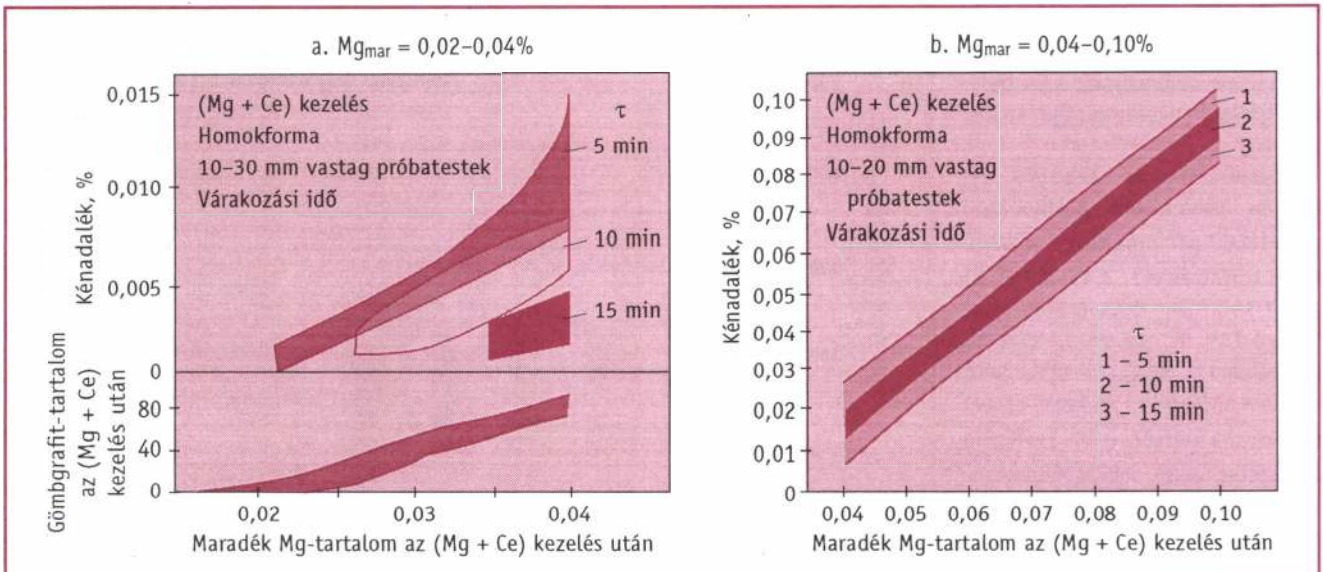 a. Mgmar = 0,02–0,04%
0,015
0,010
0,005
0
Kénadalék, %
(Mg + Ce) kezelés
Homokforma
10–30 mm vastag próbatestek
Várakozási idő
τ
5 min
10 min
15 min
Gömbgrafit-tartalom
az (Mg + Ce)
kezelés után
80
40
0
0,02 0,03 0,04
Maradék Mg-tartalom az (Mg + Ce) kezelés után
b. Mgmar = 0,04–0,10%
0,10
0,09
0,08
0,07
0,06
0,05
0,04
0,03
0,02
0,01
0
Kénadalék, %
(Mg + Ce) kezelés
Homokforma
10–20 mm vastag
próbatestek
Várakozási idő
1
2
3
τ
1 – 5 min
2 – 10 min
3 – 15 min
0,04 0,05 0,06 0,07 0,08 0,09 0,10
Maradék Mg-tartalom az (Mg + Ce) kezelés után